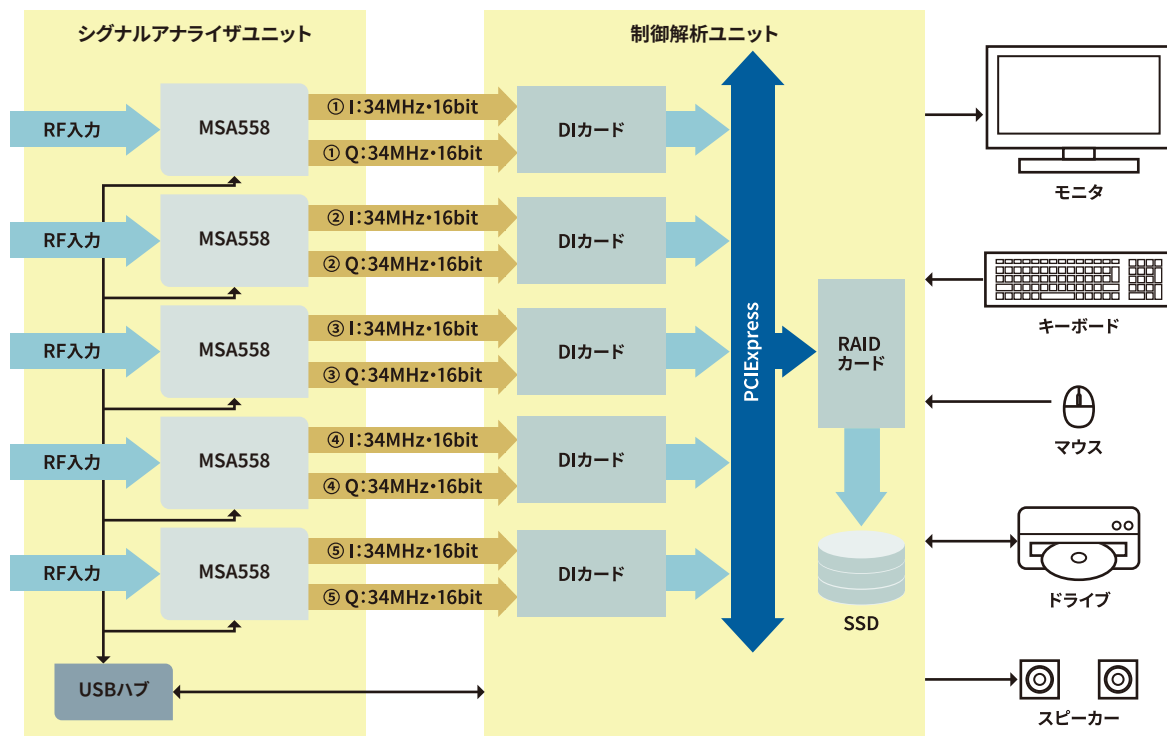 シグナルアナライザユニット
制御解析ユニット
RF入力
MSA558
① I:34MHz・16bit
① Q:34MHz・16bit
DIカード
RF入力
MSA558
② I:34MHz・16bit
② Q:34MHz・16bit
DIカード
RF入力
MSA558
③ I:34MHz・16bit
③ Q:34MHz・16bit
DIカード
RF入力
MSA558
④ I:34MHz・16bit
④ Q:34MHz・16bit
DIカード
RF入力
MSA558
⑤ I:34MHz・16bit
⑤ Q:34MHz・16bit
DIカード
USBハブ
PCIExpress
RAID
カード
SSD
モニタ
キーボード
マウス
ドライブ
スピーカー